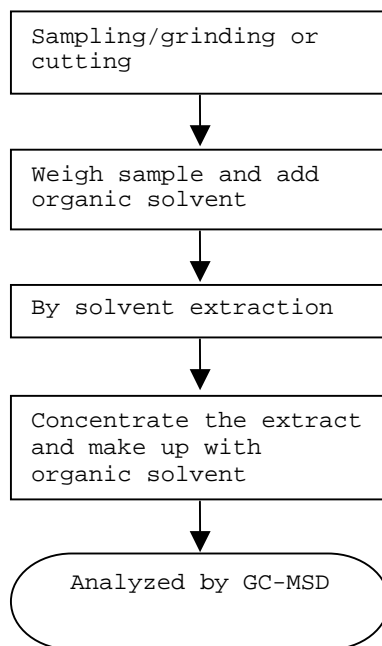 Sampling/grinding or
cutting
Weigh sample and add
organic solvent
By solvent extraction
Concentrate the extract
and make up with
organic solvent
Analyzed by GC-MSD